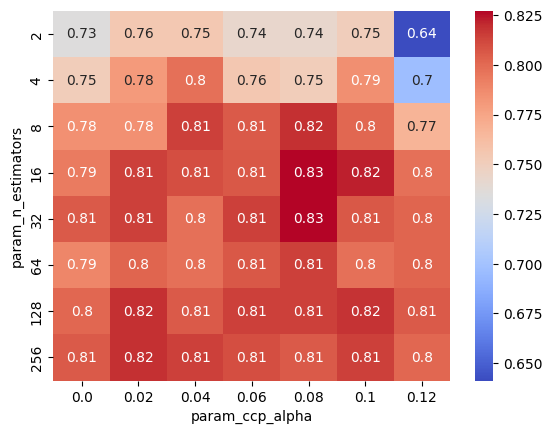 2 0.73 0.76 0.75 0.74 0.74 0.75 0.64
4 0.75 0.78 0.8 0.76 0.75 0.79 0.7
8 0.78 0.78 0.81 0.81 0.82 0.8 0.77
16 0.79 0.81 0.81 0.81 0.83 0.82 0.8
32 0.81 0.81 0.8 0.81 0.83 0.81 0.8
64 0.79 0.8 0.8 0.81 0.81 0.8 0.8
128 0.8 0.82 0.81 0.81 0.81 0.82 0.81
256 0.81 0.82 0.81 0.81 0.81 0.81 0.8
0.0 0.02 0.04 0.06 0.08 0.1 0.12
param_ccp_alpha
param_n_estimators
0.825
0.800
0.775
0.750
0.725
0.700
0.675
0.650